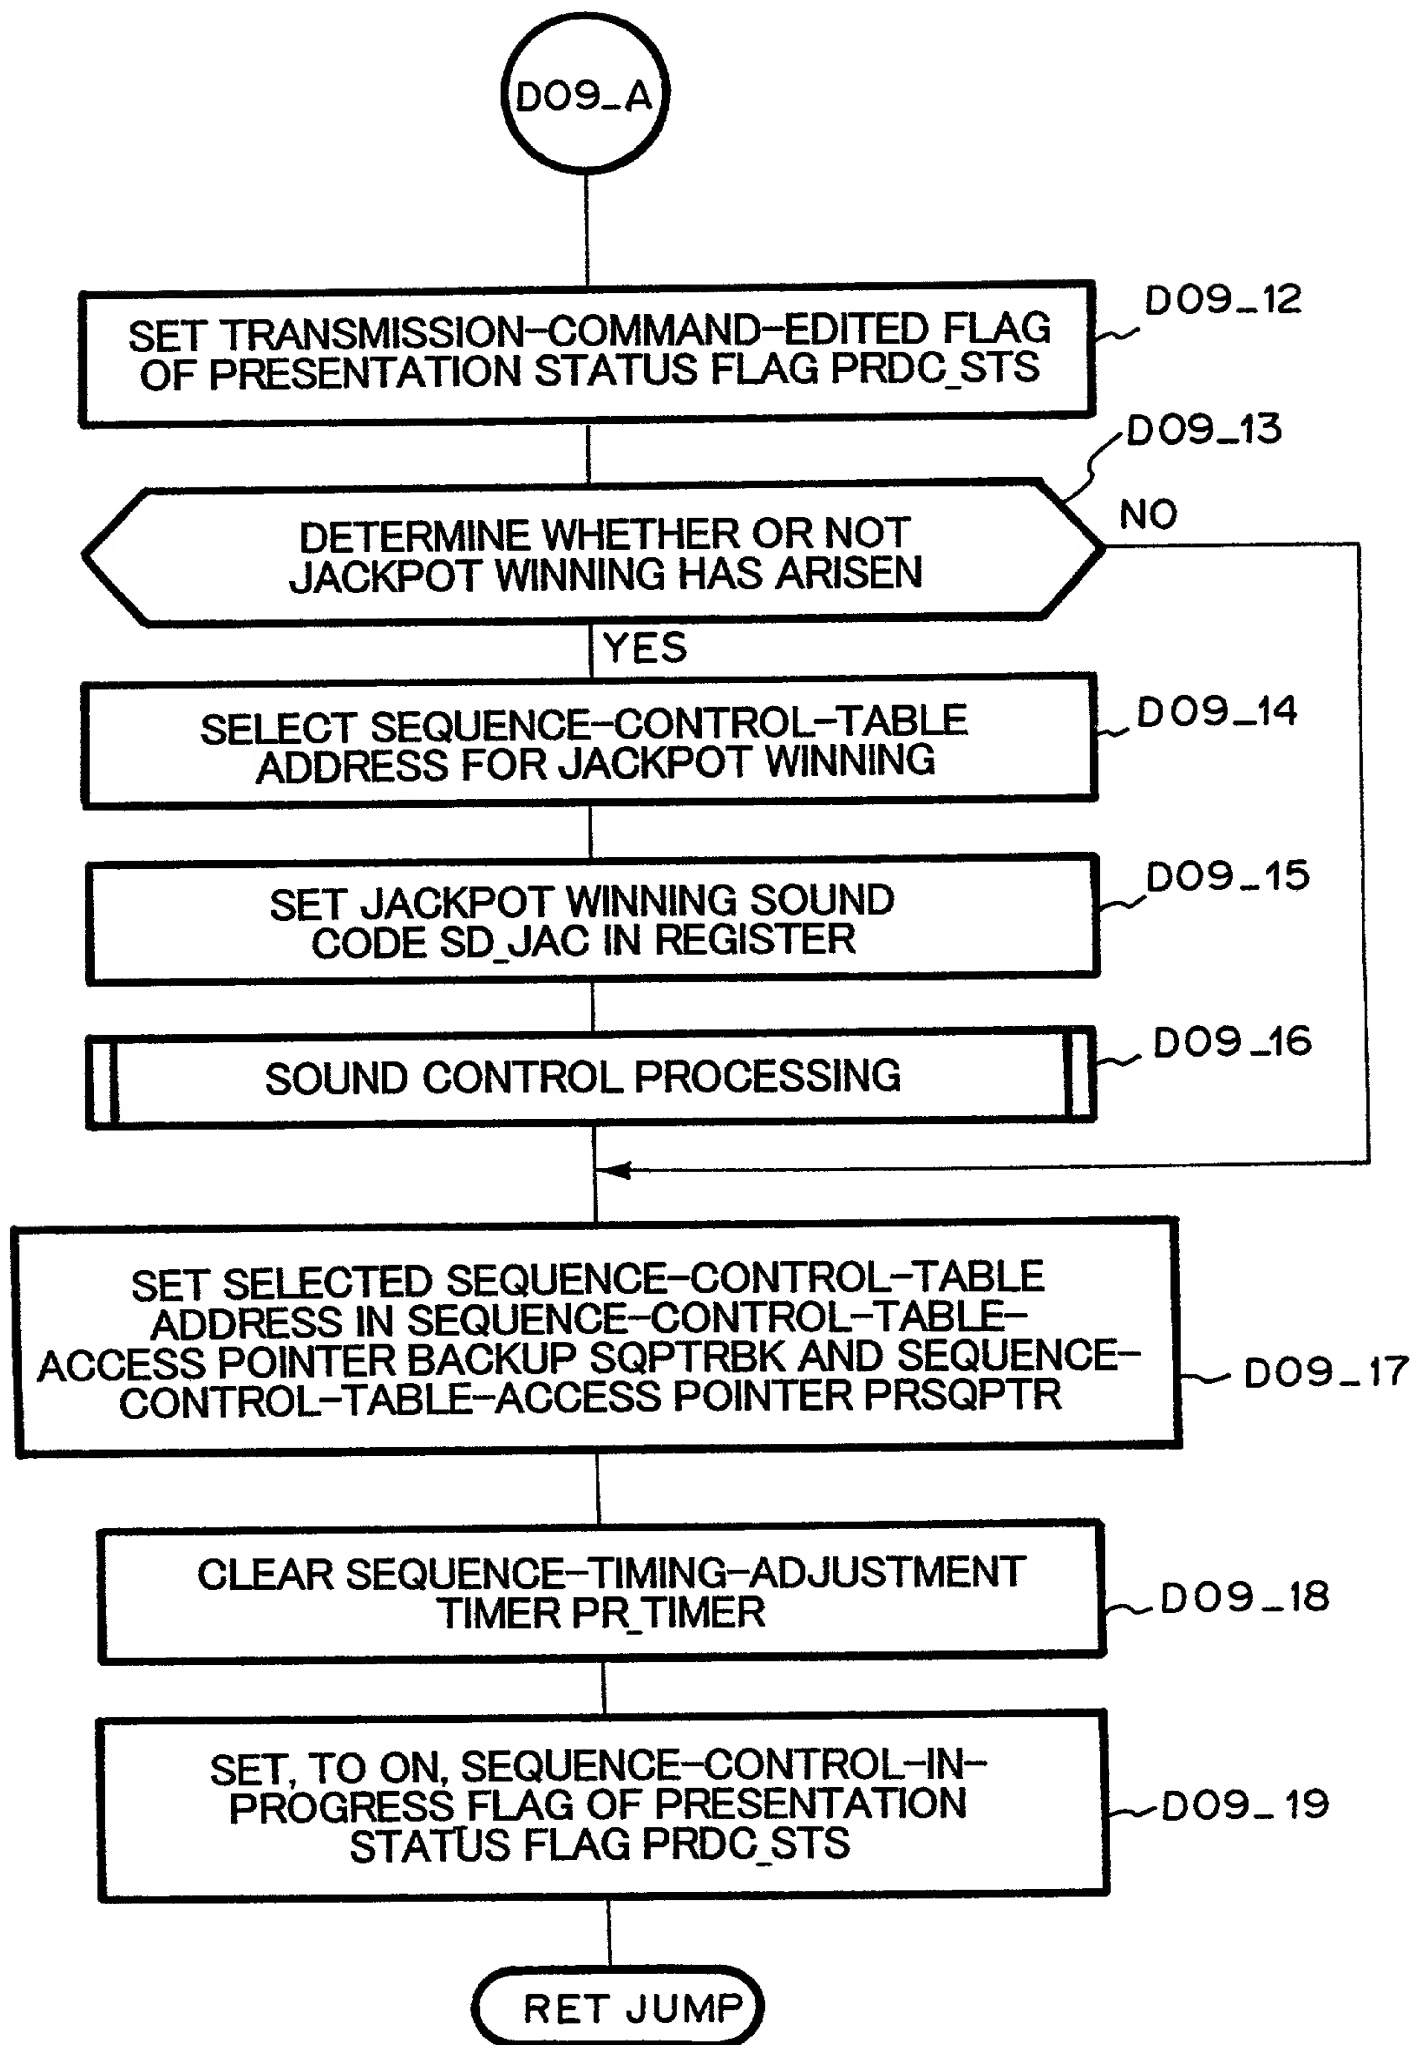 D09_A
D09_12
SET TRANSMISSION-COMMAND-EDITED FLAG
OF PRESENTATION STATUS FLAG PRDC_STS
D09_13
NO
DETERMINE WHETHER OR NOT
JACKPOT WINNING HAS ARISEN
YES
D09_14
SELECT SEQUENCE-CONTROL-TABLE
ADDRESS FOR JACKPOT WINNING
D09_15
SET JACKPOT WINNING SOUND
CODE SD_JAC IN REGISTER
D09_16
SOUND CONTROL PROCESSING
SET SELECTED SEQUENCE-CONTROL-TABLE
ADDRESS IN SEQUENCE-CONTROL-TABLE-
ACCESS POINTER BACKUP SQPTRBK AND SEQUENCE-
CONTROL-TABLE-ACCESS POINTER PRSQPTR
D09_17
CLEAR SEQUENCE-TIMING-ADJUSTMENT
TIMER PR_TIMER
D09_18
SET, TO ON, SEQUENCE-CONTROL-IN-
PROGRESS FLAG OF PRESENTATION
STATUS FLAG PRDC_STS
D09_19
RET JUMP